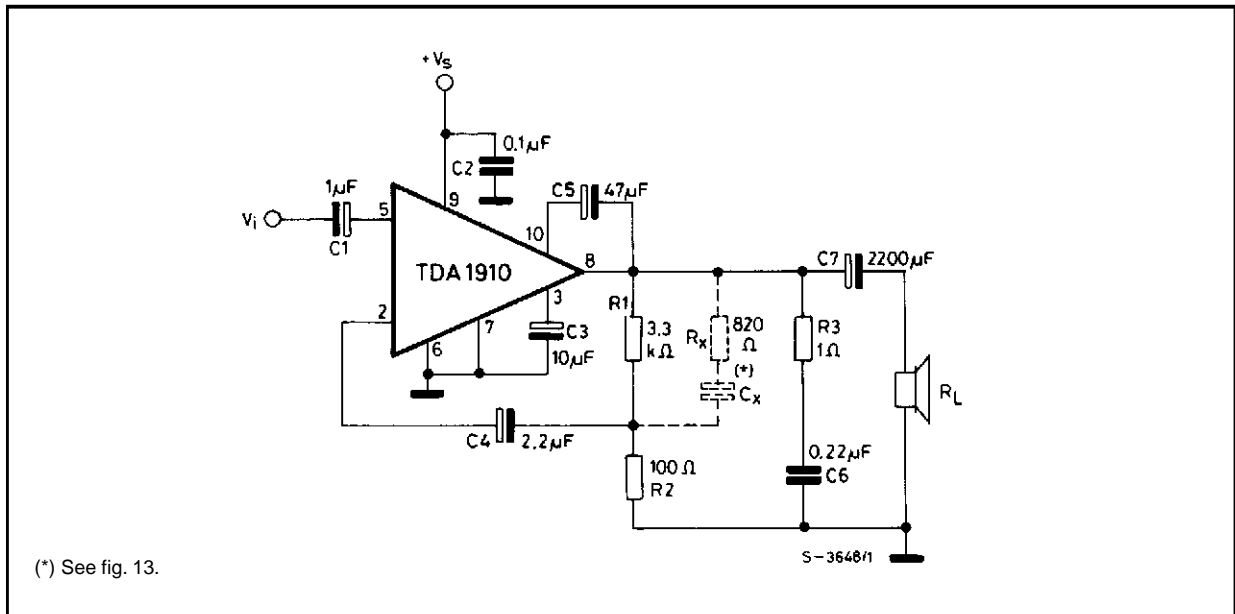 +Vs
0.1µF
C2
9
1µF
Vi
C1
5
C5
47µF
10
TDA1910
8
2
3
7
6
C3
10µF
R1
3.3
kΩ
Rx
820
Ω
(*)
Cx
R3
1Ω
C7
2200µF
RL
C4
2.2µF
100Ω
R2
0.22µF
C6
S-3648/1
(*) See fig. 13.